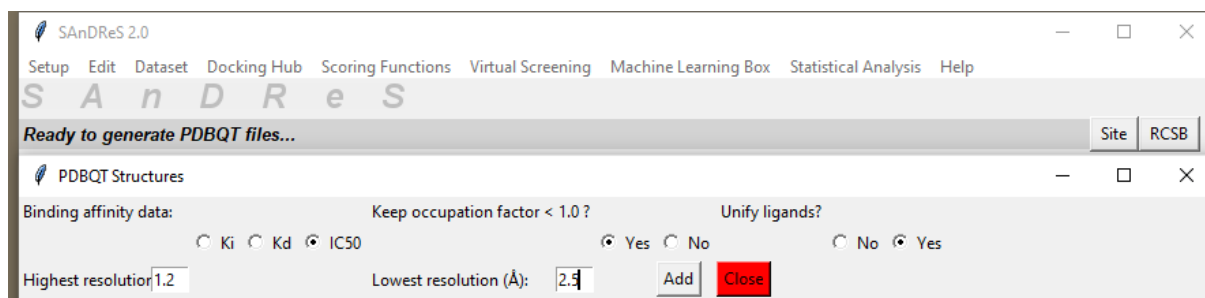 SAnDReS 2.0
Setup Edit Dataset Docking Hub Scoring Functions Virtual Screening Machine Learning Box Statistical Analysis Help
S A n D R e S
Ready to generate PDBQT files... Site RCSB
PDBQT Structures
Binding affinity data: Keep occupation factor < 1.0 ? Unify ligands?
Ki Kd IC50 Yes No No Yes
Highest resolution 1.2 Lowest resolution (Å): 2.5 Add Close